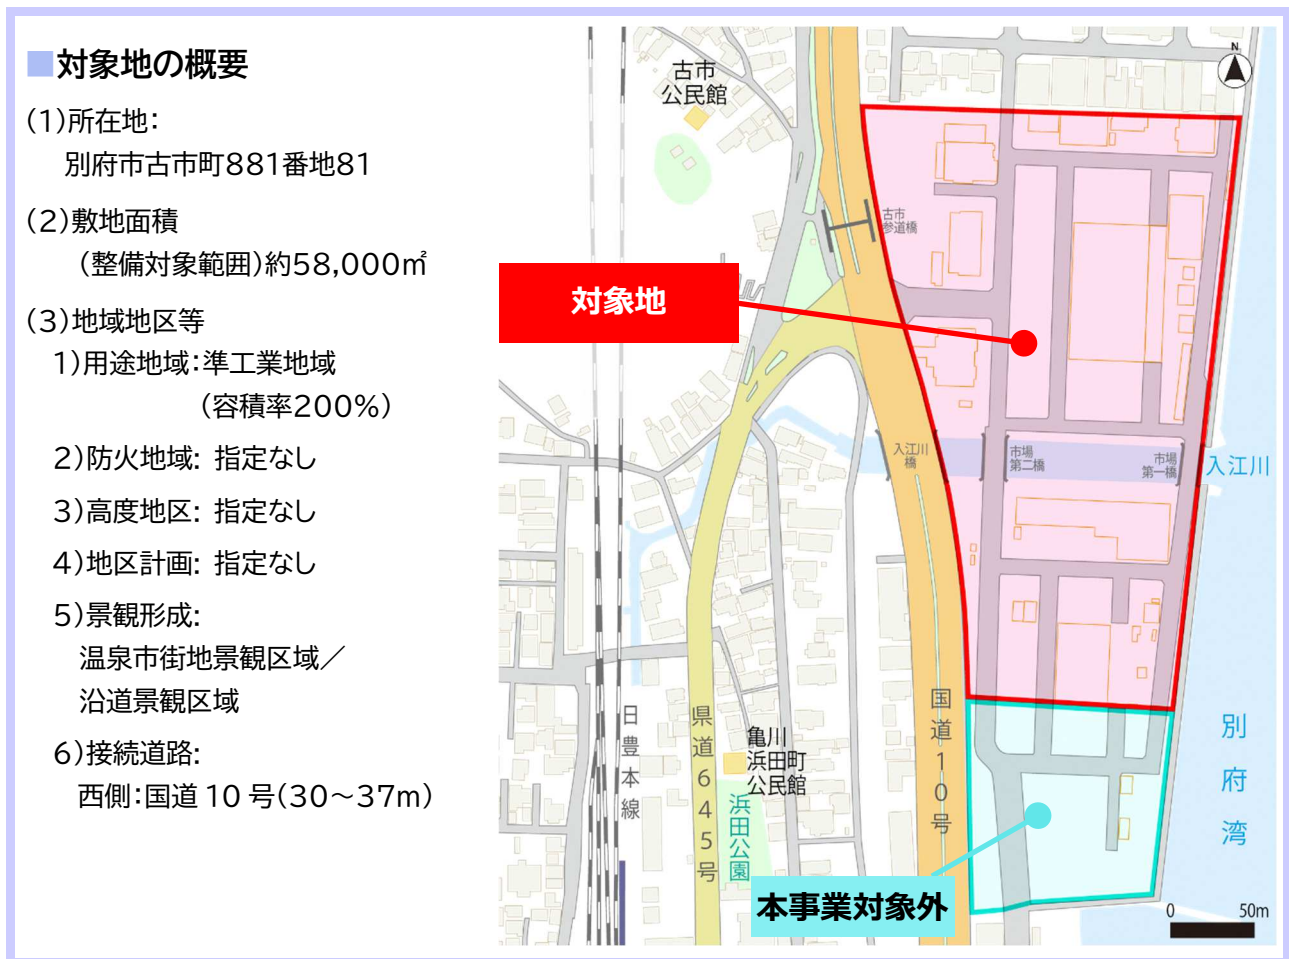 ■対象地の概要
(1)所在地：
別府市古市町881番地81
(2)敷地面積
(整備対象範囲)約58,000㎡
(3)地域地区等
1)用途地域：準工業地域
(容積率200%)
2)防火地域: 指定なし
3)高度地区: 指定なし
4)地区計画: 指定なし
5)景観形成:
温泉市街地景観区域／
沿道景観区域
6)接続道路:
西側：国道 10 号(30～37m)
古市
公民館
N
古市
参道橋
対象地
入江川
橋
市場
第二橋
市場
第一橋
入江川
日豊本線
県道645号
亀川
浜田町
公民館
浜田公園
国道10号
別府湾
本事業対象外
0 50m